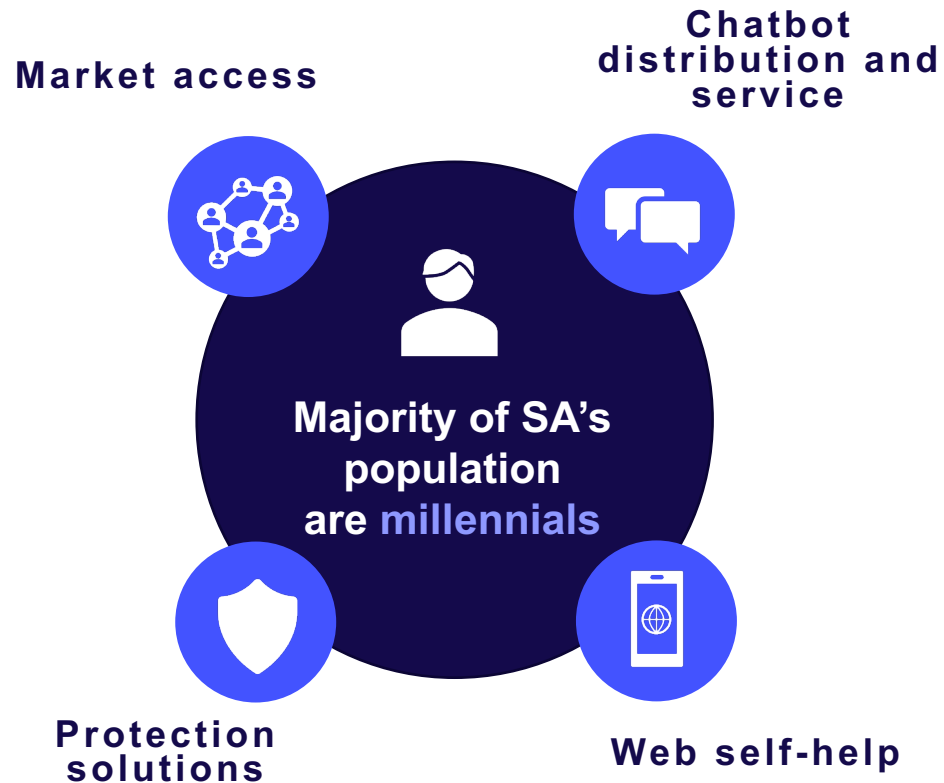 Market access
Chatbot
distribution and
service
Majority of SA’s
population
are millennials
Protection
solutions
Web self-help